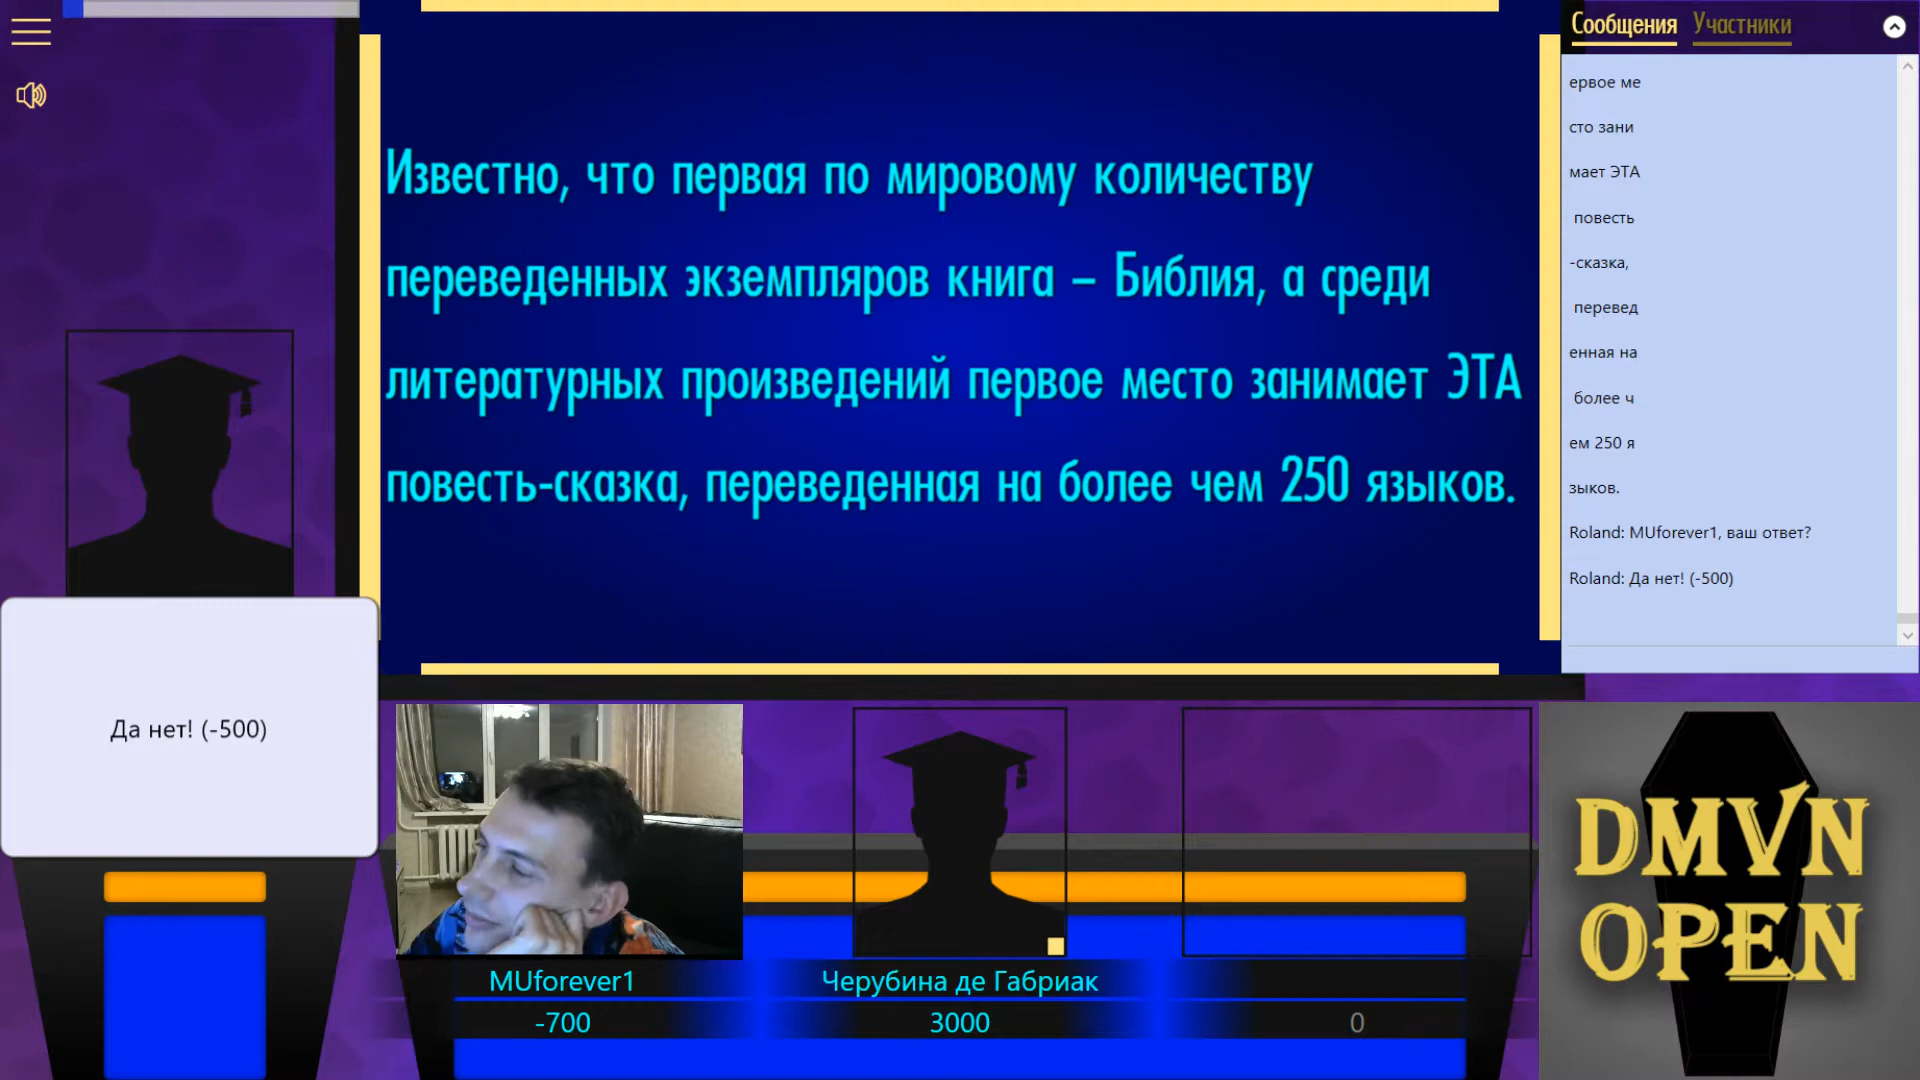 Известно, что первая по мировому количеству
переведенных экземпляров книга – Библия, а среди
литературных произведений первое место занимает ЭТА
повесть-сказка, переведенная на более чем 250 языков.
Сообщения Участники
ервое ме
сто зани
мает ЭТА
повесть
-сказка,
перевед
енная на
более ч
ем 250 я
зыков.
Roland: MUforever1, ваш ответ?
Roland: Да нет! (-500)
Да нет! (-500)
MUforever1
-700
Черубина де Габриак
3000
0
DMVN
OPEN